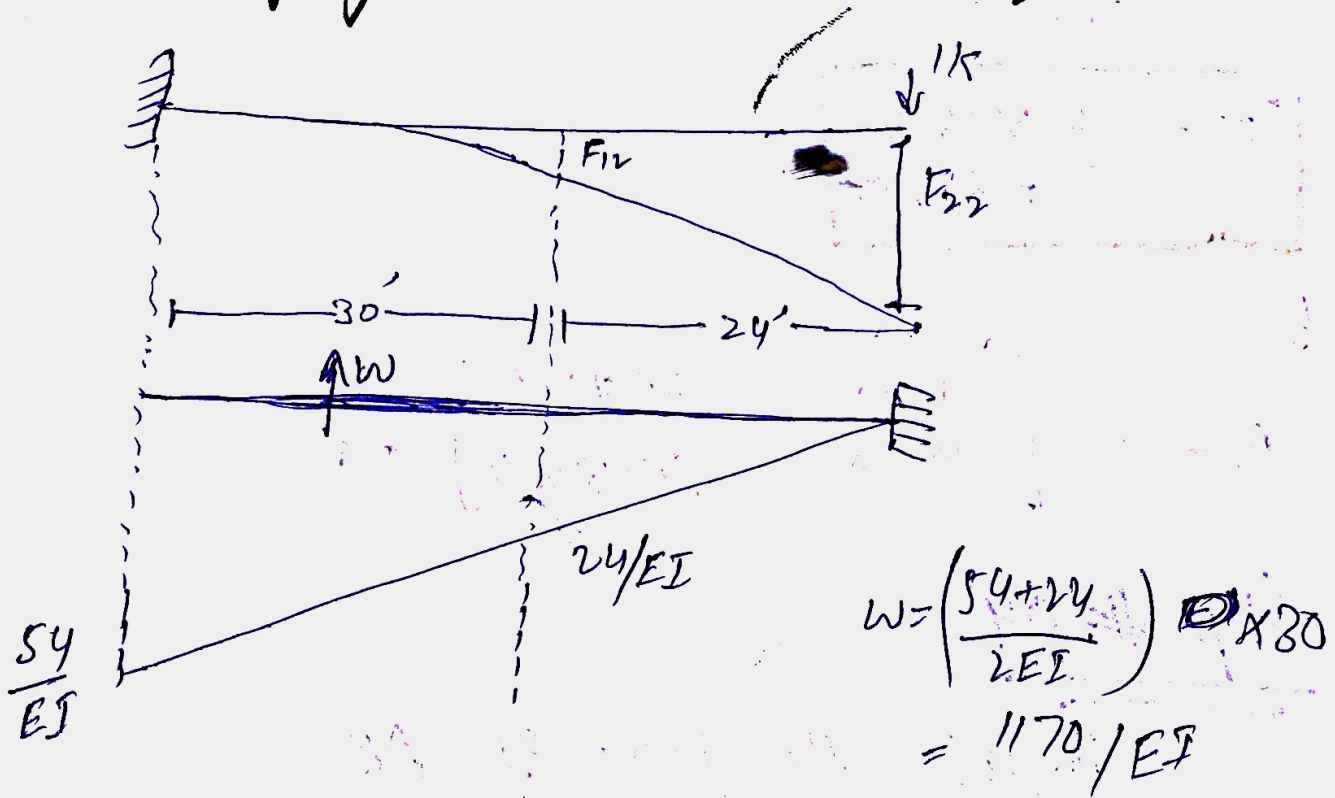 1K
F12
F22
30'
24'
W
24/EI
54/EI
W = (54+24/2EI) ×30
= 1170/EI